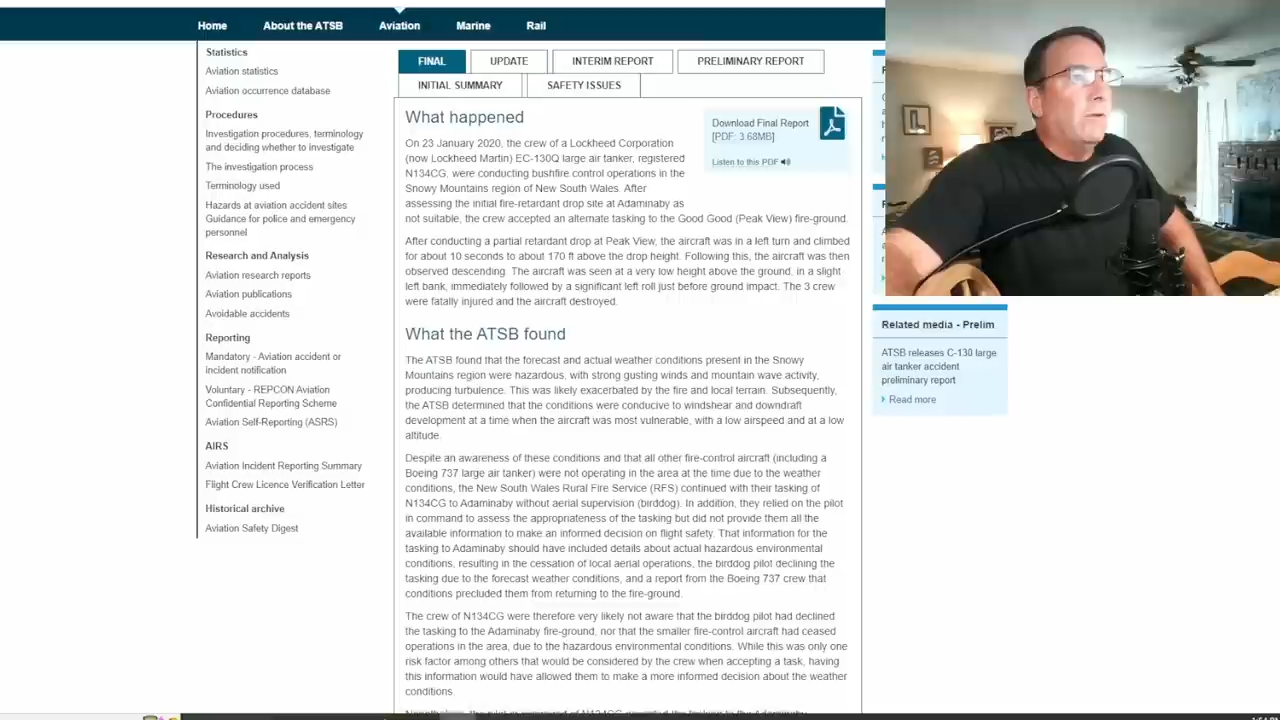 Home About the ATSB Aviation Marine Rail
Statistics
Aviation statistics
Aviation occurrence database
Procedures
Investigation procedures, terminology
and deciding whether to investigate
The investigation process
Terminology used
Hazards at aviation accident sites
Guidance for police and emergency
personnel
Research and Analysis
Aviation research reports
Aviation publications
Avoidable accidents
Reporting
Mandatory - Aviation accident or
incident notification
Voluntary - REPCON Aviation
Confidential Reporting Scheme
Aviation Self-Reporting (ASRS)
AIRS
Aviation Incident Reporting Summary
Flight Crew Licence Verification Letter
Historical archive
Aviation Safety Digest
FINAL UPDATE INTERIM REPORT PRELIMINARY REPORT
INITIAL SUMMARY SAFETY ISSUES
What happened
On 23 January 2020, the crew of a Lockheed Corporation
(now Lockheed Martin) EC-130Q large air tanker, registered
N134CG, were conducting bushfire control operations in the
Snowy Mountains region of New South Wales. After
assessing the initial fire-retardant drop site at Adaminaby as
not suitable, the crew accepted an alternate tasking to the Good Good (Peak View) fire-ground.
Download Final Report
[PDF: 3.68MB]
Listen to this PDF
After conducting a partial retardant drop at Peak View, the aircraft was in a left turn and climbed
for about 10 seconds to about 170 ft above the drop height. Following this, the aircraft was then
observed descending. The aircraft was seen at a very low height above the ground, in a slight
left bank, immediately followed by a significant left roll just before ground impact. The 3 crew
were fatally injured and the aircraft destroyed.
What the ATSB found
The ATSB found that the forecast and actual weather conditions present in the Snowy
Mountains region were hazardous, with strong gusting winds and mountain wave activity,
producing turbulence. This was likely exacerbated by the fire and local terrain. Subsequently,
the ATSB determined that the conditions were conducive to windshear and downdraft
development at a time when the aircraft was most vulnerable, with a low airspeed and at a low
altitude.
Despite an awareness of these conditions and that all other fire-control aircraft (including a
Boeing 737 large air tanker) were not operating in the area at the time due to the weather
conditions, the New South Wales Rural Fire Service (RFS) continued with their tasking of
N134CG to Adaminaby without aerial supervision (birddog). In addition, they relied on the pilot
in command to assess the appropriateness of the tasking but did not provide them all the
available information to make an informed decision on flight safety. That information for the
tasking to Adaminaby should have included details about actual hazardous environmental
conditions, resulting in the cessation of local aerial operations, the birddog pilot declining the
tasking due to the forecast weather conditions, and a report from the Boeing 737 crew that
conditions precluded them from returning to the fire-ground.
The crew of N134CG were therefore very likely not aware that the birddog pilot had declined
the tasking to the Adaminaby fire-ground, nor that the smaller fire-control aircraft had ceased
operations in the area, due to the hazardous environmental conditions. While this was only one
risk factor among others that would be considered by the crew when accepting a task, having
this information would have allowed them to make a more informed decision about the weather
conditions.
Related media - Prelim
ATSB releases C-130 large
air tanker accident
preliminary report
Read more